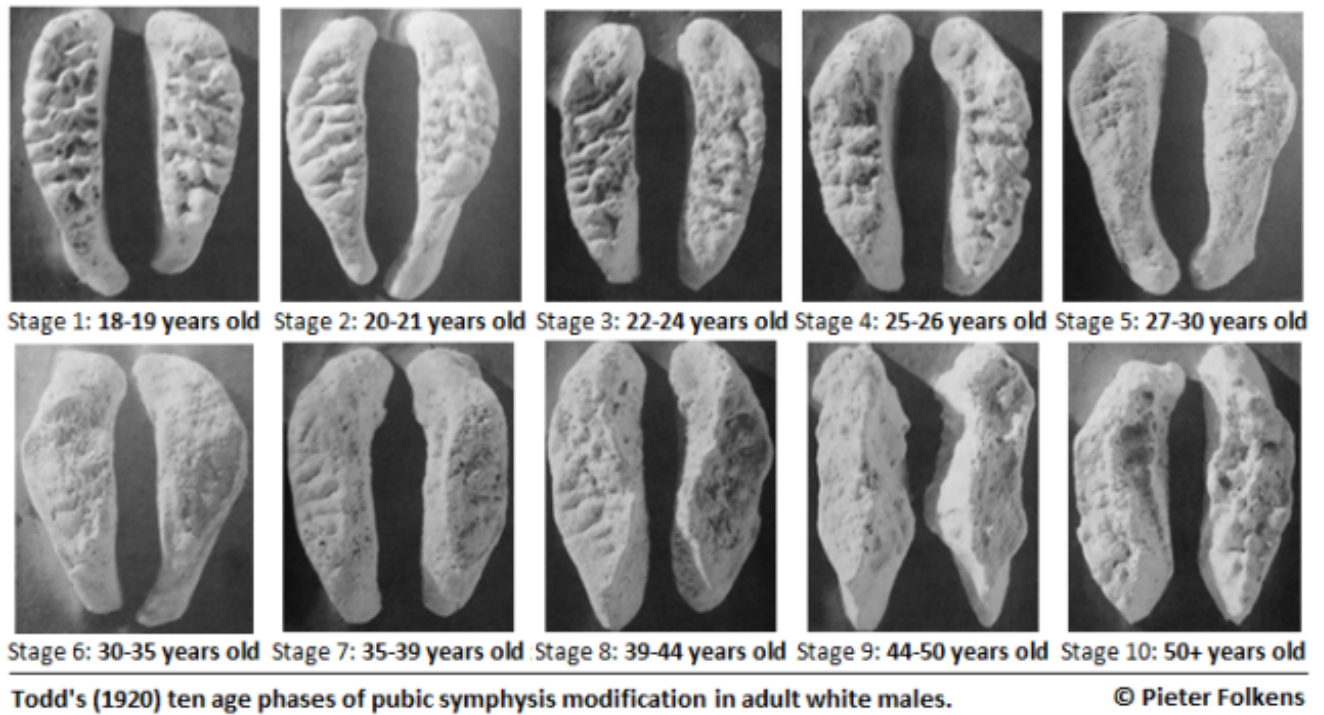 Stage 1: 18-19 years old Stage 2: 20-21 years old Stage 3: 22-24 years old Stage 4: 25-26 years old Stage 5: 27-30 years old
Stage 6: 30-35 years old Stage 7: 35-39 years old Stage 8: 39-44 years old Stage 9: 44-50 years old Stage 10: 50+ years old
Todd's (1920) ten age phases of pubic symphysis modification in adult white males. © Pieter Folkens